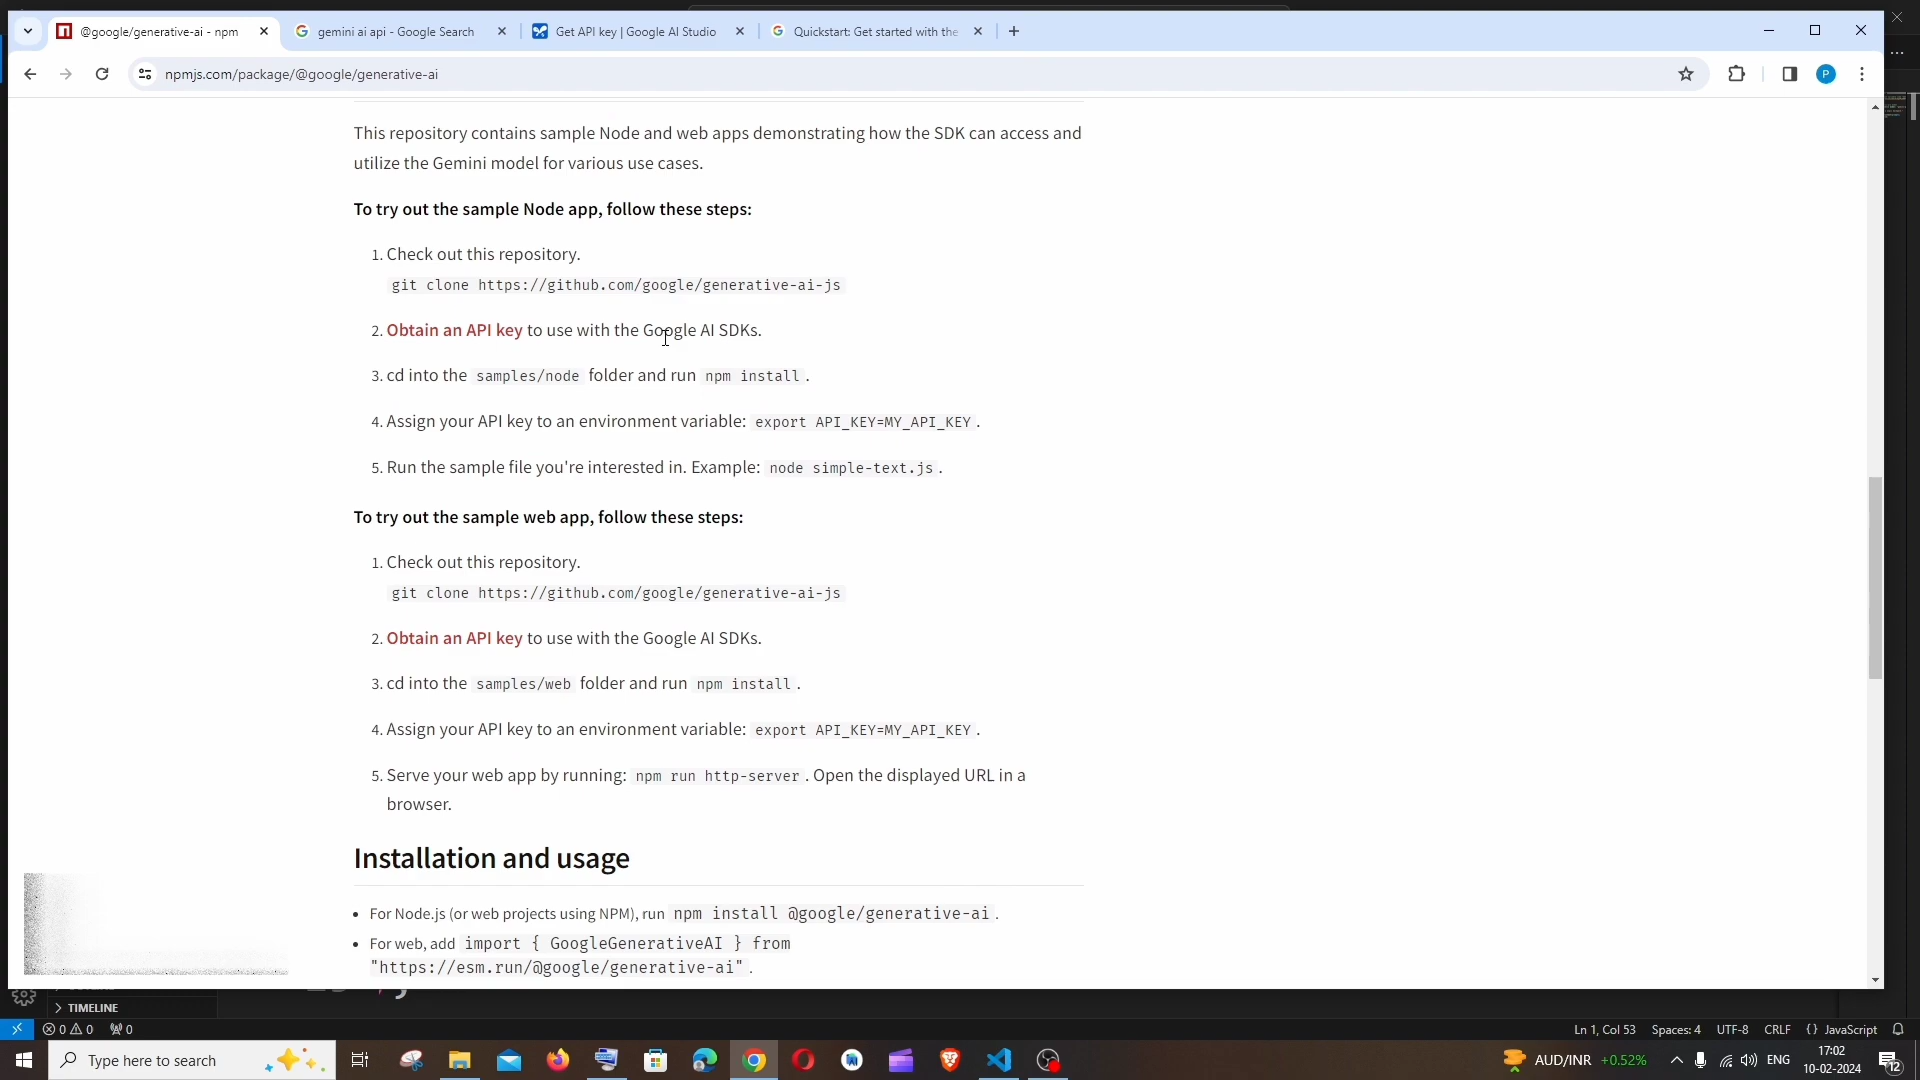 @google/generative-ai - npm
gemini ai api - Google Search
Get API key | Google AI Studio
Quickstart: Get started with the
npmjs.com/package/@google/generative-ai
P
This repository contains sample Node and web apps demonstrating how the SDK can access and
utilize the Gemini model for various use cases.
To try out the sample Node app, follow these steps:
1. Check out this repository.
git clone https://github.com/google/generative-ai-js
2. Obtain an API key to use with the Google AI SDKs.
3. cd into the samples/node folder and run npm install .
4. Assign your API key to an environment variable: export API_KEY=MY_API_KEY .
5. Run the sample file you're interested in. Example: node simple-text.js .
To try out the sample web app, follow these steps:
1. Check out this repository.
git clone https://github.com/google/generative-ai-js
2. Obtain an API key to use with the Google AI SDKs.
3. cd into the samples/web folder and run npm install .
4. Assign your API key to an environment variable: export API_KEY=MY_API_KEY .
5. Serve your web app by running: npm run http-server . Open the displayed URL in a
browser.
Installation and usage
• For Node.js (or web projects using NPM), run npm install @google/generative-ai .
• For web, add import { GoogleGenerativeAI } from
"https://esm.run/@google/generative-ai" .
TIMELINE
0 0 0
Ln 1, Col 53 Spaces: 4 UTF-8 CRLF {} JavaScript
Type here to search
AUD/INR +0.52%
ENG
17:02
10-02-2024
12